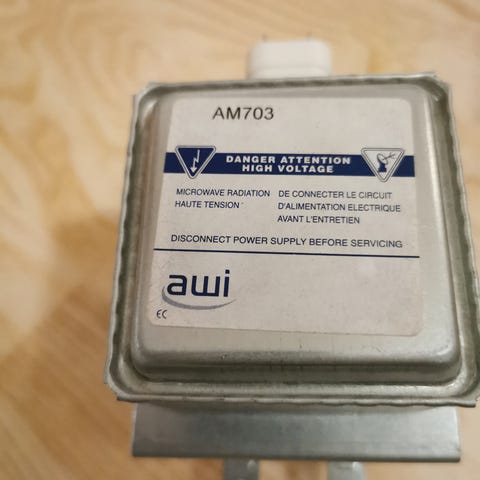 AM703
DANGER ATTENTION
HIGH VOLTAGE
MICROWAVE RADIATION DE CONNECTER LE CIRCUIT
HAUTE TENSION D'ALIMENTATION ELECTRIQUE
AVANT L'ENTRETIEN
DISCONNECT POWER SUPPLY BEFORE SERVICING
awi
EC